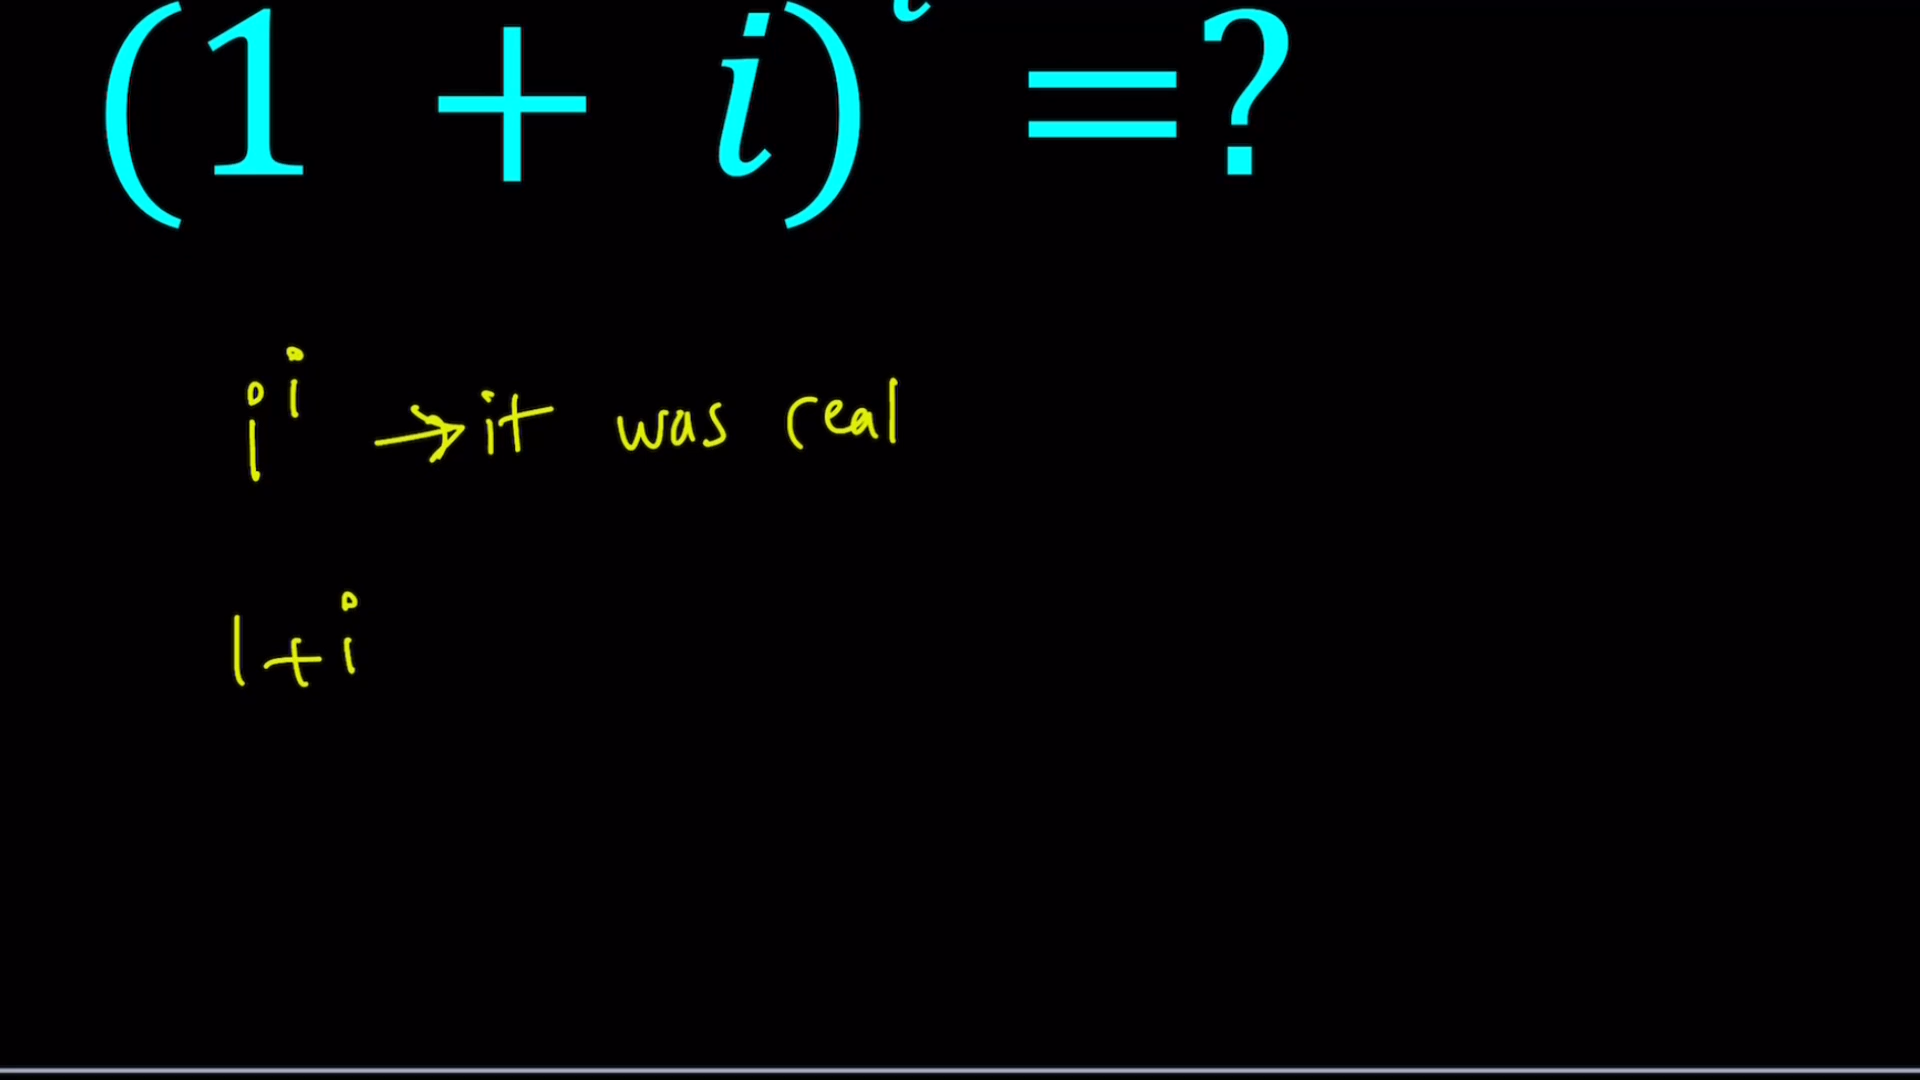 (1 + i)^i =?
i^i → it was real
1+i